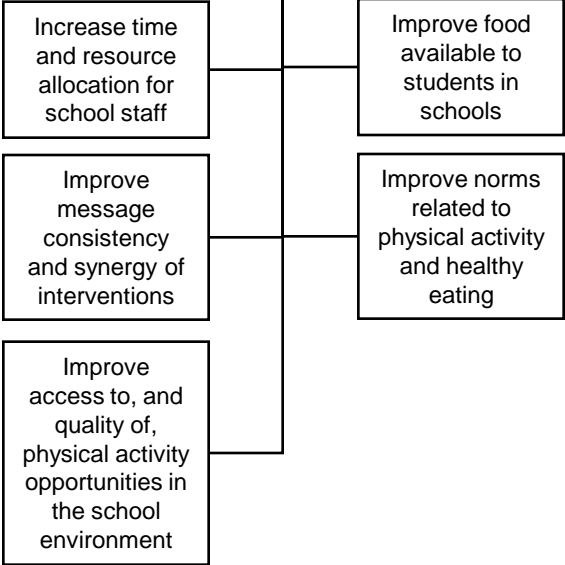 Increase time
and resource
allocation for
school staff
Improve food
available to
students in
schools
Improve
message
consistency
and synergy of
interventions
Improve norms
related to
physical activity
and healthy
eating
Improve
access to, and
quality of,
physical activity
opportunities in
the school
environment